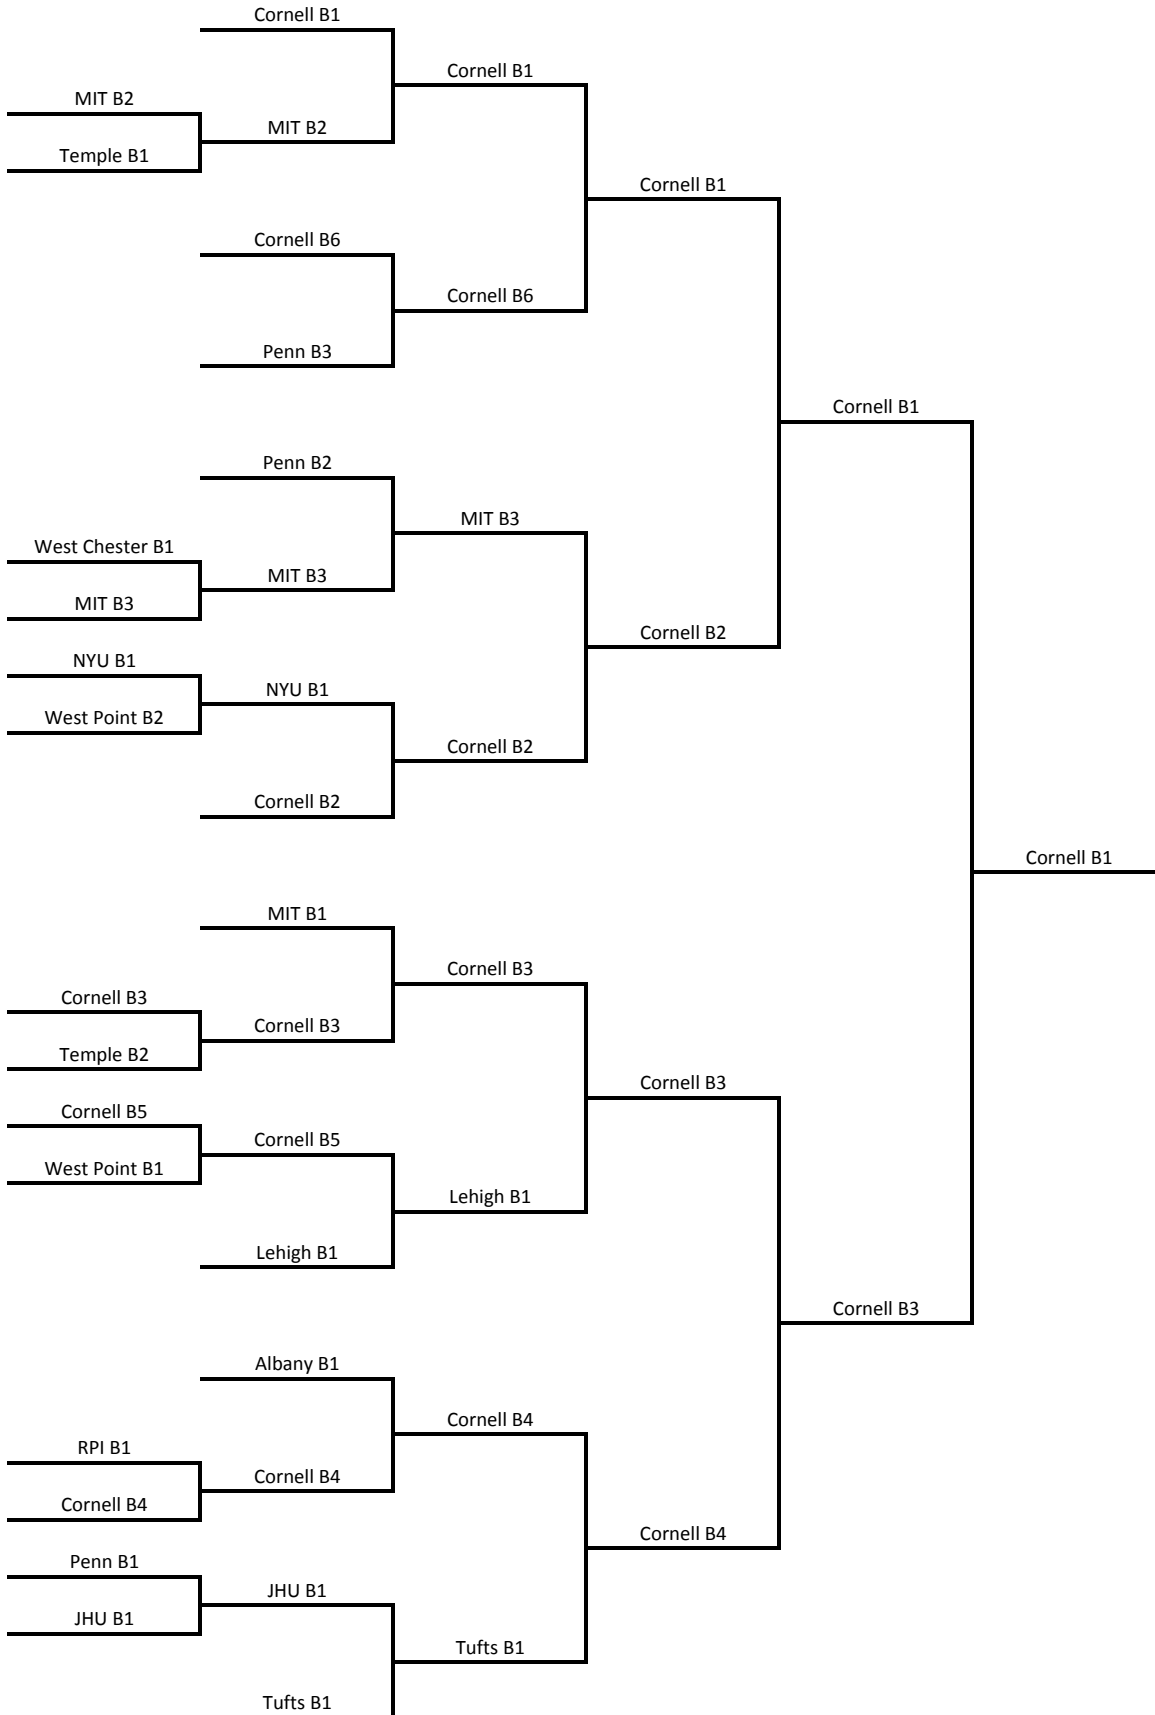 Cornell B1
Cornell B1
MIT B2
MIT B2
Temple B1
Cornell B1
Cornell B6
Cornell B6
Penn B3
Cornell B1
Penn B2
MIT B3
West Chester B1
MIT B3
MIT B3
Cornell B2
NYU B1
NYU B1
West Point B2
Cornell B2
Cornell B2
Cornell B1
MIT B1
Cornell B3
Cornell B3
Cornell B3
Temple B2
Cornell B3
Cornell B5
Cornell B5
West Point B1
Lehigh B1
Lehigh B1
Cornell B3
Albany B1
Cornell B4
RPI B1
Cornell B4
Cornell B4
Cornell B4
Penn B1
JHU B1
JHU B1
Tufts B1
Tufts B1